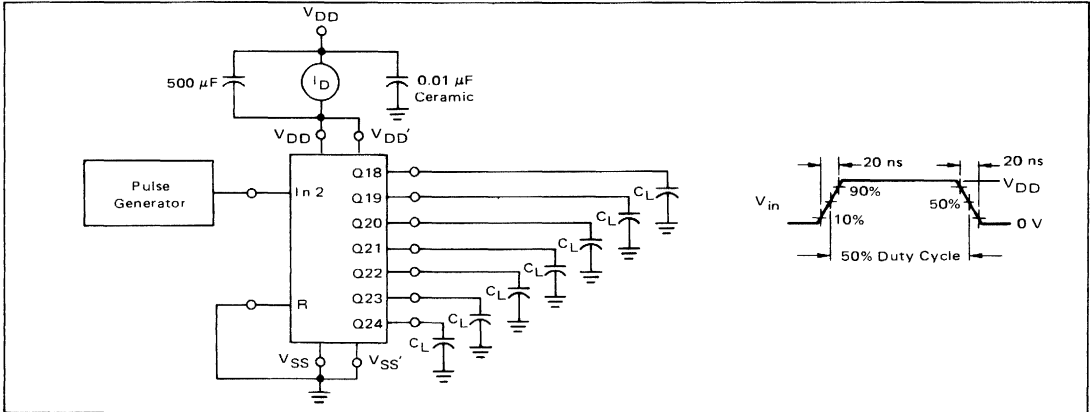 VDD
500 µF
ID
0.01 µF
Ceramic
VDD
VDD'
Pulse
Generator
In 2
R
Q18
Q19
Q20
Q21
Q22
Q23
Q24
CL
CL
CL
CL
CL
CL
CL
VSS
VSS'
20 ns
20 ns
Vin
90%
10%
50%
VDD
0 V
50% Duty Cycle